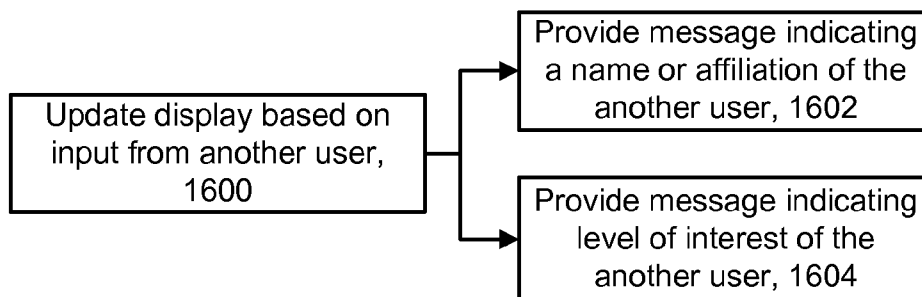 Update display based on
input from another user,
1600
Provide message indicating
a name or affiliation of the
another user, 1602
Provide message indicating
level of interest of the
another user, 1604